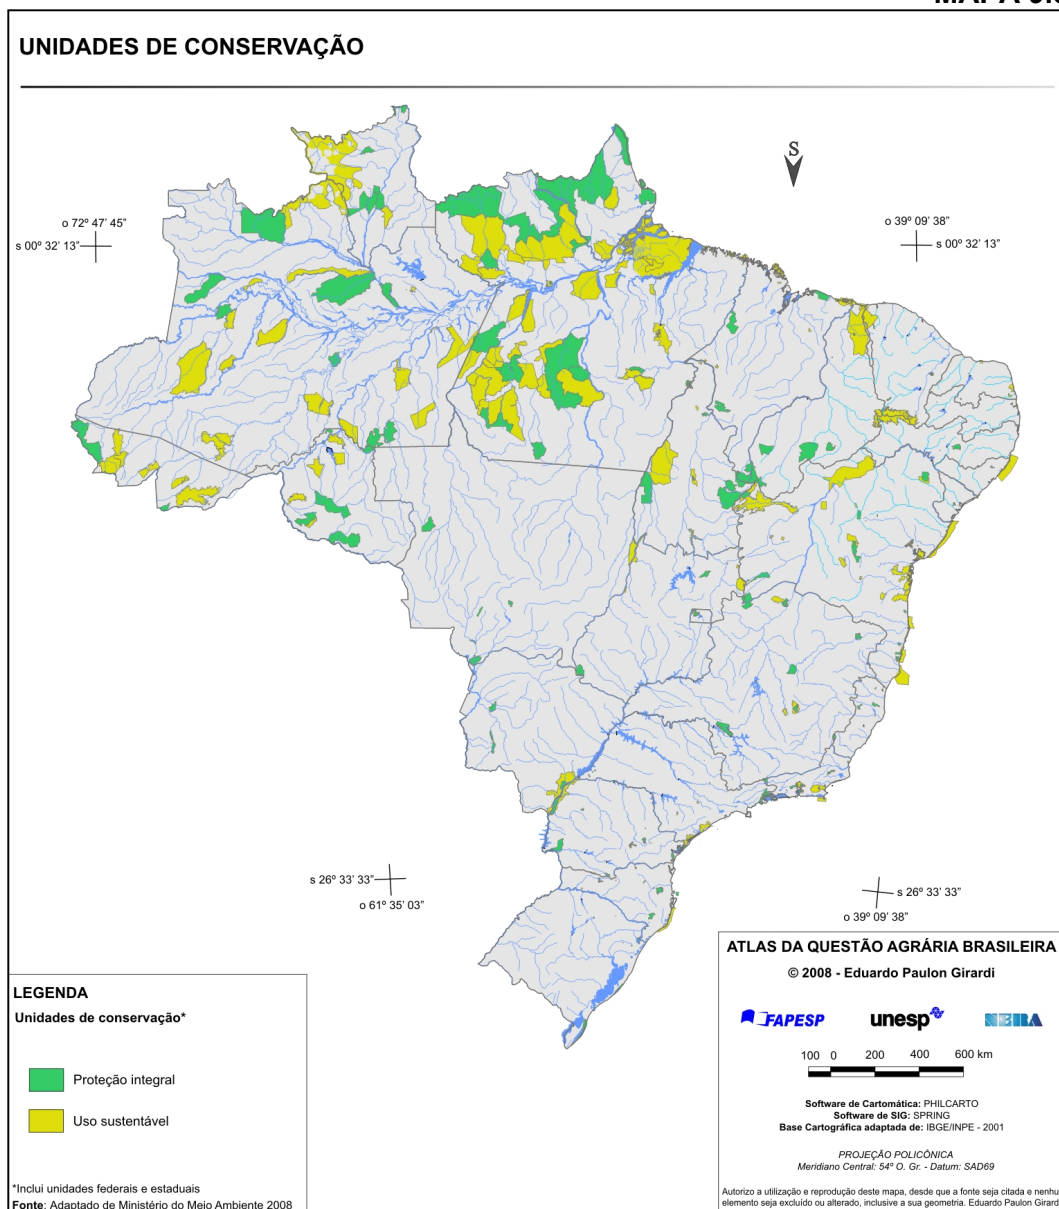 UNIDADES DE CONSERVAÇÃO
S
o 72º 47' 45"
s 00º 32' 13"
o 39º 09' 38"
s 00º 32' 13"
s 26º 33' 33"
o 61º 35' 03"
s 26º 33' 33"
o 39º 09' 38"
LEGENDA
Unidades de conservação*
Proteção integral
Uso sustentável
*Inclui unidades federais e estaduais
Fonte: Adaptado de Ministério do Meio Ambiente 2008
ATLAS DA QUESTÃO AGRÁRIA BRASILEIRA
© 2008 - Eduardo Paulon Girardi
FAPESP unesp NERA
100 0 200 400 600 km
Software de Cartomática: PHILCARTO
Software de SIG: SPRING
Base Cartográfica adaptada de: IBGE/INPE - 2001
PROJEÇÃO POLICÔNICA
Meridiano Central: 54º O. Gr. - Datum: SAD69
Autorizo a utilização e reprodução deste mapa, desde que a fonte seja citada e nenhu
elemento seja excluído ou alterado, inclusive a sua geometria. Eduardo Paulon Girard